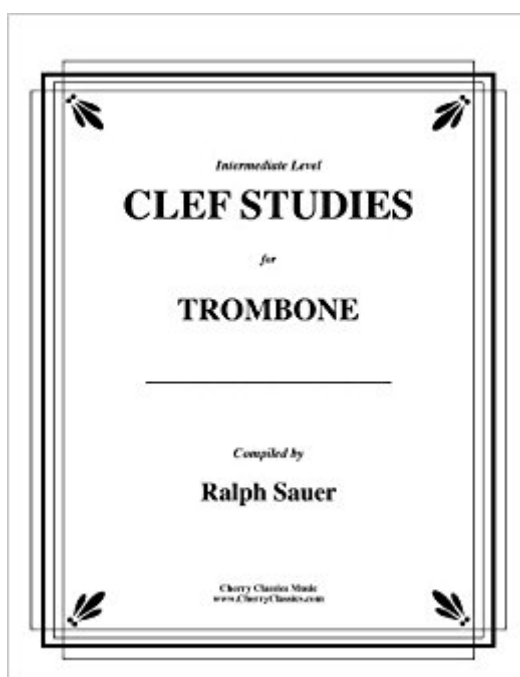 Intermediate Level
CLEF STUDIES
for
TROMBONE
Compiled by
Ralph Sauer
Cherry Classics Music
www.CherryClassics.com